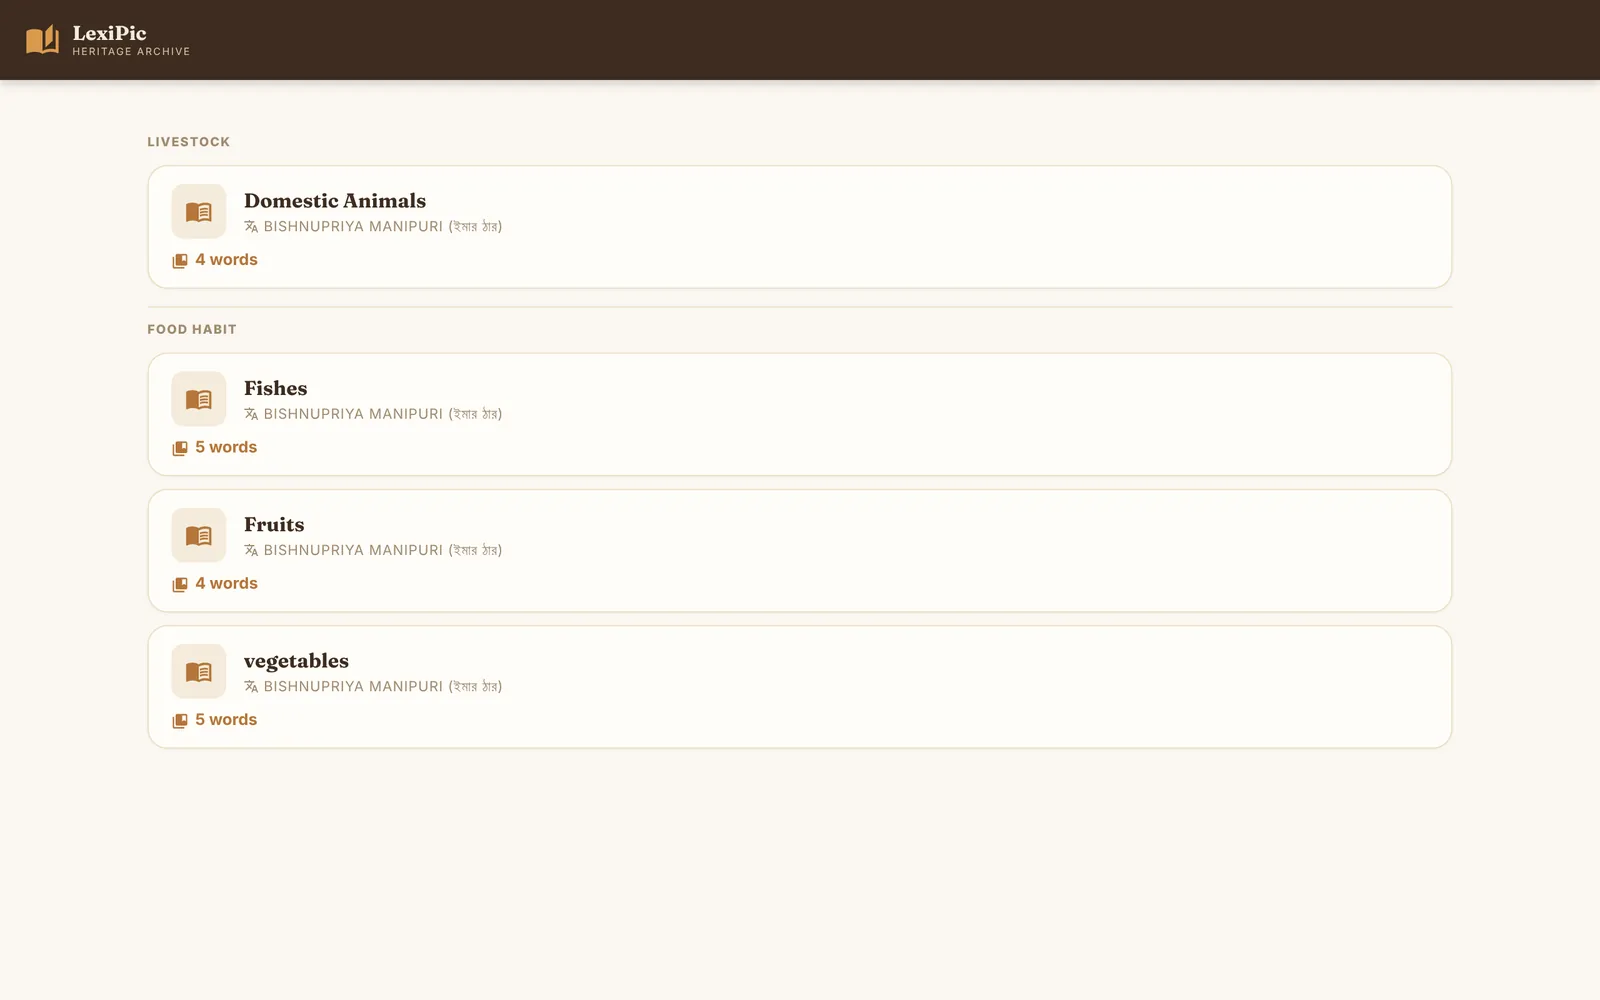 LexiPic
HERITAGE ARCHIVE
LIVESTOCK
Domestic Animals
BISHNUPRIYA MANIPURI (ইমার ঠার)
4 words
FOOD HABIT
Fishes
BISHNUPRIYA MANIPURI (ইমার ঠার)
5 words
Fruits
BISHNUPRIYA MANIPURI (ইমার ঠার)
4 words
vegetables
BISHNUPRIYA MANIPURI (ইমার ঠার)
5 words